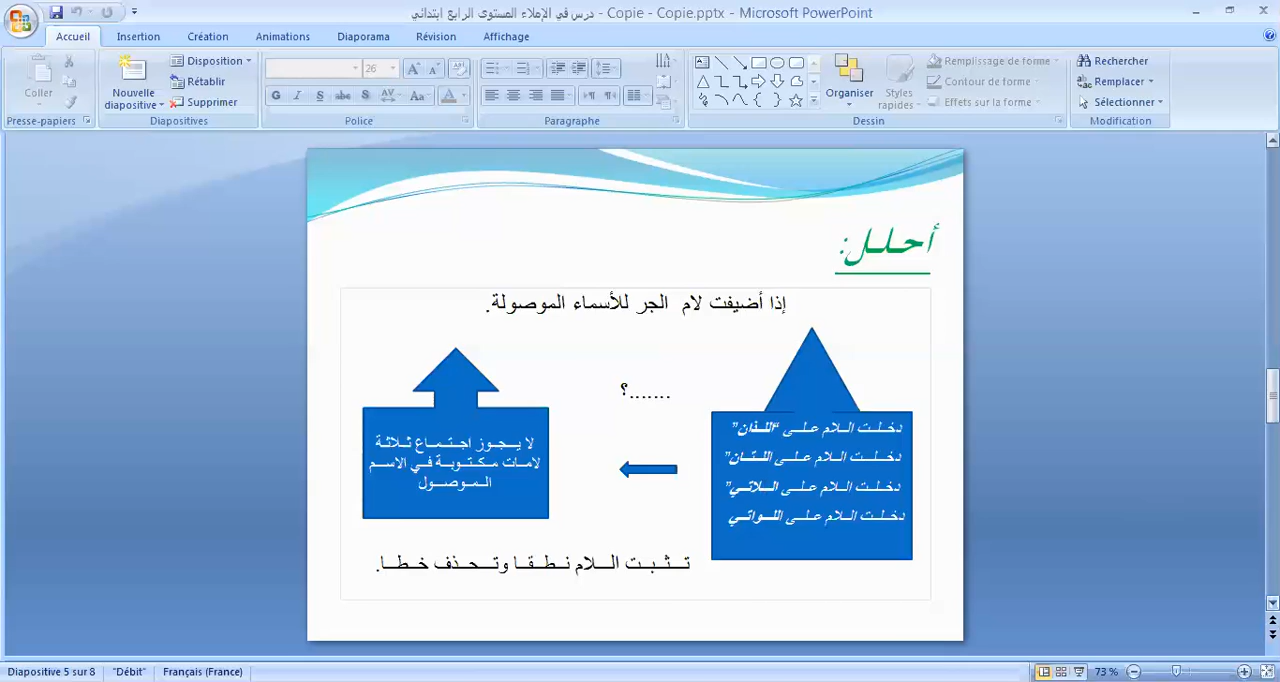 درس في الإملاء المستوى الرابع ابتدائي - Copie - Copie.pptx - Microsoft PowerPoint
Accueil Insertion Création Animations Diaporama Révision Affichage
Coller
Presse-papiers
Nouvelle diapositive
Disposition
Rétablir
Supprimer
Diapositives
26
G I S abc S AV Aa A
Police
Paragraphe
Organiser
Styles rapides
Remplissage de forme
Contour de forme
Effets sur la forme
Dessin
Rechercher
Remplacer
Sélectionner
Modification
أحلل:
إذا أضيفت لام الجر للأسماء الموصولة.
دخلت اللام على "اللذان"
دخلت اللام على اللتان"
دخلت اللام على اللاتي"
دخلت اللام على اللواتي
.......؟
لا يجوز اجتماع ثلاثة
لامات مكتوبة في الاسم
الموصول
تثبت اللام نطقا وتحذف خطا.
Diapositive 5 sur 8 "Débit" Français (France) 73 %